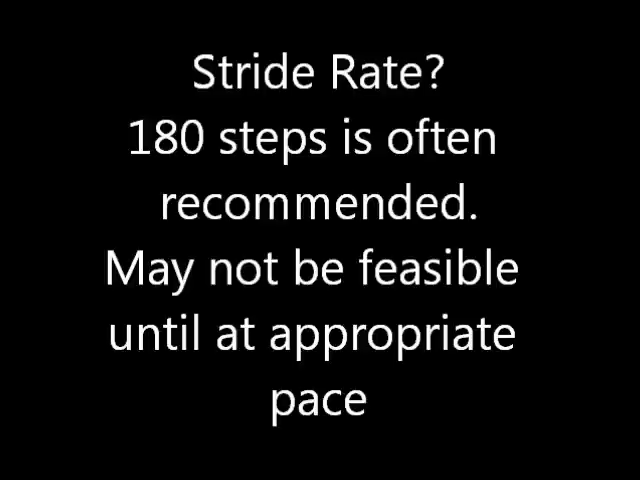 Stride Rate?
180 steps is often
recommended.
May not be feasible
until at appropriate
pace